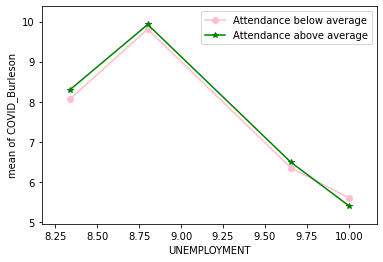 Attendance below average
Attendance above average
10
9
8
7
6
5
mean of COVID_Burleson
8.25 8.50 8.75 9.00 9.25 9.50 9.75 10.00
UNEMPLOYMENT